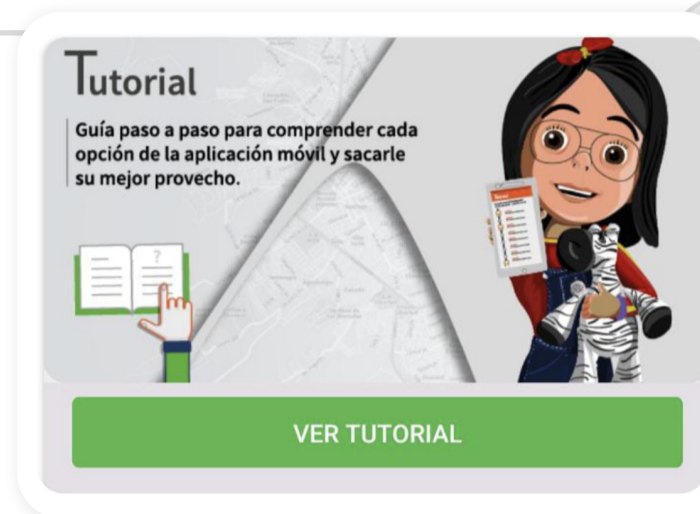 Tutorial
Guía paso a paso para comprender cada
opción de la aplicación móvil y sacarle
su mejor provecho.
?
VER TUTORIAL